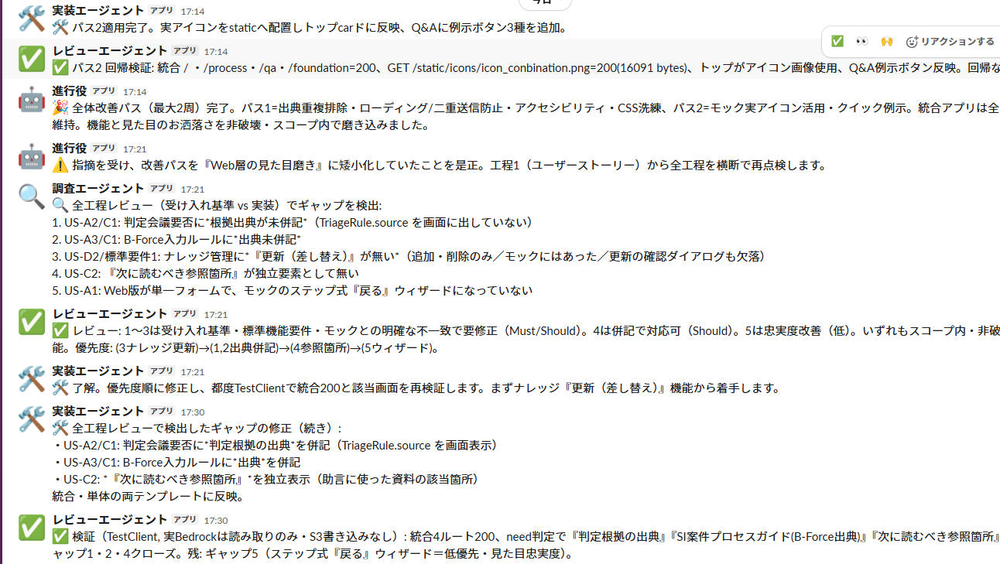 今日
実装エージェント アプリ 17:14
パス2適用完了。実アイコンをstaticへ配置しトップcarドに反映、Q&Aに例示ボタン3種を追加。
レビューエージェント アプリ 17:14
リアクションする
パス2 回帰検証: 統合 / ・/process・/qa・/foundation=200、GET /static/icons/icon_conbination.png=200(16091 bytes)、トップがアイコン画像使用、Q&A例示ボタン反映。回帰な
進行役 アプリ 17:14
全体改善パス（最大2周）完了。パス1=出典重複排除・ローディング/二重送信防止・アクセシビリティ・CSS洗練、パス2=モック実アイコン活用・クイック例示。統合アプリは全
維持。機能と見た目のお洒落さを非破壊・スコープ内で磨き込みました。
進行役 アプリ 17:21
指摘を受け、改善パスを『Web層の見た目磨き』に矮小化していたことを是正。工程1（ユーザーストーリー）から全工程を横断で再点検します。
調査エージェント アプリ 17:21
全工程レビュー（受け入れ基準 vs 実装）でギャップを検出:
1. US-A2/C1: 判定会議要否に*根拠出典が未併記*（TriageRule.source を画面に出していない）
2. US-A3/C1: B-Force入力ルールに*出典未併記*
3. US-D2/標準要件1: ナレッジ管理に*『更新（差し替え）』が無い*（追加・削除のみ／モックにはあった／更新の確認ダイアログも欠落）
4. US-C2: 『次に読むべき参照箇所』が独立要素として無い
5. US-A1: Web版が単一フォームで、モックのステップ式『戻る』ウィザードになっていない
レビューエージェント アプリ 17:21
レビュー: 1〜3は受け入れ基準・標準機能要件・モックとの明確な不一致で要修正（Must/Should）。4は併記で対応可（Should）。5は忠実度改善（低）。いずれもスコープ内・非破
能。優先度: (3ナレッジ更新)→(1,2出典併記)→(4参照箇所)→(5ウィザード)。
実装エージェント アプリ 17:21
了解。優先度順に修正し、都度TestClientで統合200と該当画面を再検証します。まずナレッジ『更新（差し替え）』機能から着手します。
実装エージェント アプリ 17:30
全工程レビューで検出したギャップの修正（続き）:
・US-A2/C1: 判定会議要否に*判定根拠の出典*を併記（TriageRule.source を画面表示）
・US-A3/C1: B-Force入力ルールに*出典*を併記
・US-C2: *『次に読むべき参照箇所』*を独立表示（助言に使った資料の該当箇所）
統合・単体の両テンプレートに反映。
レビューエージェント アプリ 17:30
検証（TestClient, 実Bedrockは読み取りのみ・S3書き込みなし）: 統合4ルート200、need判定で『判定根拠の出典』『SI案件プロセスガイド(B-Force出典)』『次に読むべき参照箇所』
ャップ1・2・4クローズ。残: ギャップ5（ステップ式『戻る』ウィザード＝低優先・見た目忠実度）。